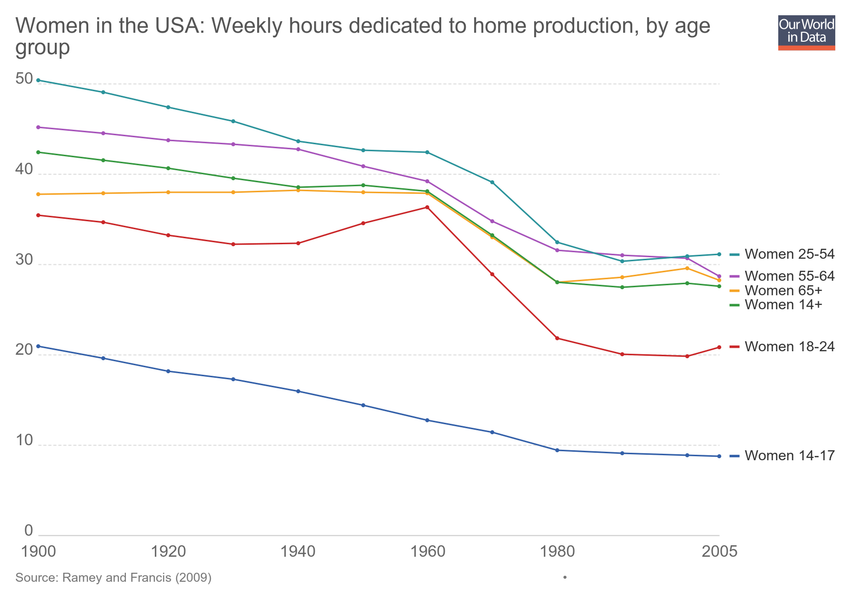 Women in the USA: Weekly hours dedicated to home production, by age
group
Our World
in Data
50
40
30
20
10
0
Women 25-54
Women 55-64
Women 65+
Women 14+
Women 18-24
Women 14-17
1900 1920 1940 1960 1980 2005
Source: Ramey and Francis (2009)